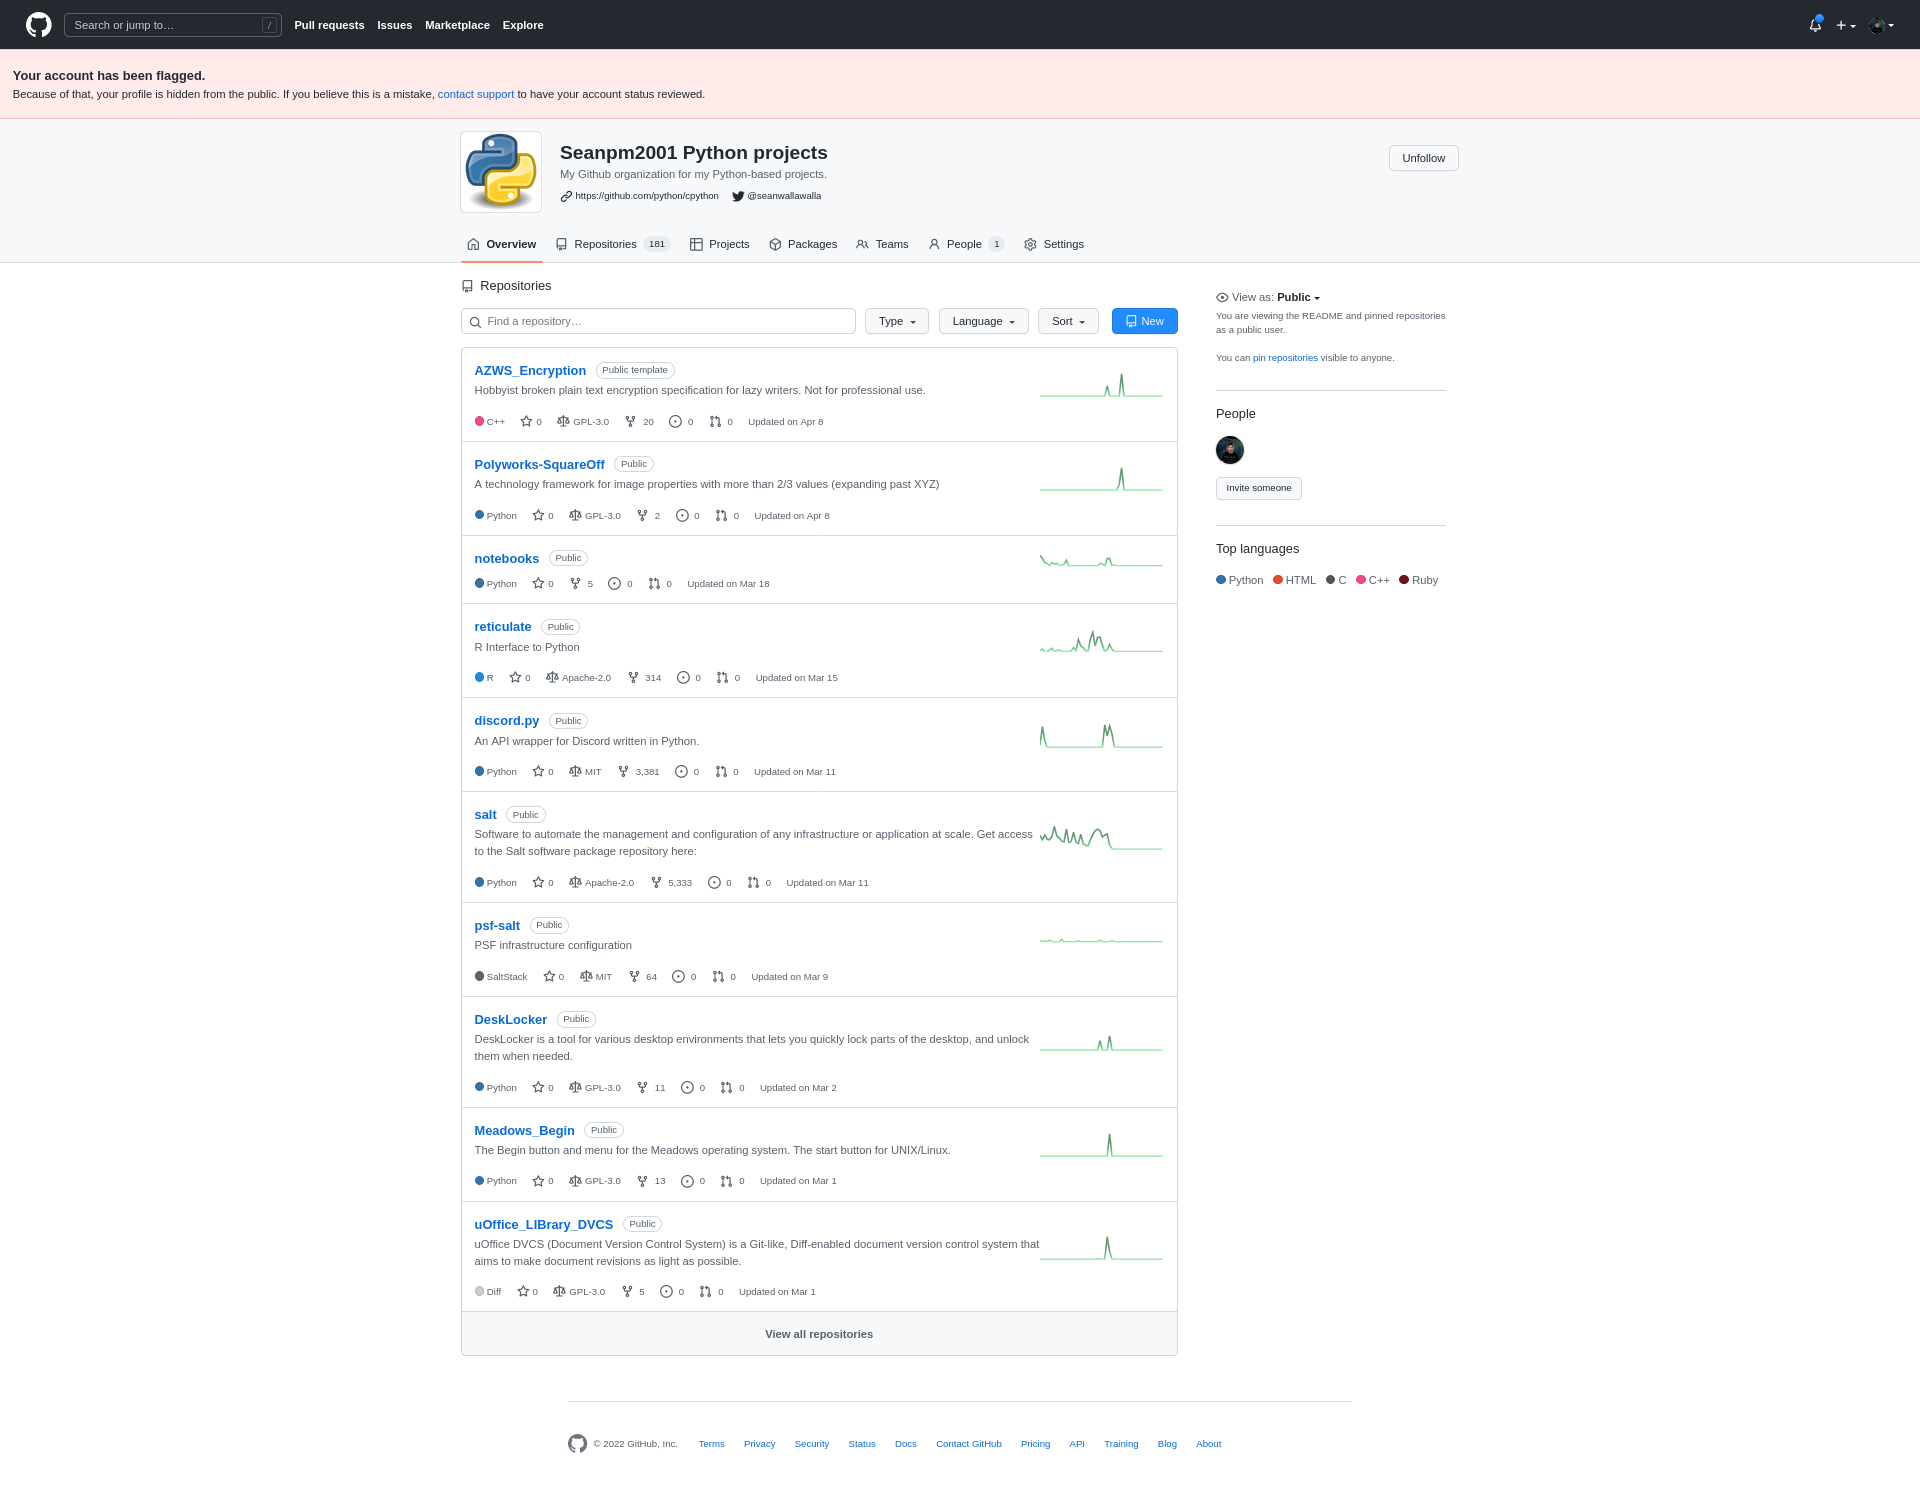 Search or jump to…
/
Pull requests Issues Marketplace Explore
Your account has been flagged.
Because of that, your profile is hidden from the public. If you believe this is a mistake, contact support to have your account status reviewed.
Seanpm2001 Python projects
My Github organization for my Python-based projects.
https://github.com/python/cpython @seanwallawalla
Unfollow
Overview Repositories 181 Projects Packages Teams People 1 Settings
Repositories
Find a repository…
Type Language Sort New
AZWS_Encryption Public template
Hobbyist broken plain text encryption specification for lazy writers. Not for professional use.
C++ 0 GPL-3.0 20 0 0 Updated on Apr 8
Polyworks-SquareOff Public
A technology framework for image properties with more than 2/3 values (expanding past XYZ)
Python 0 GPL-3.0 2 0 0 Updated on Apr 8
notebooks Public
Python 0 5 0 0 Updated on Mar 18
reticulate Public
R Interface to Python
R 0 Apache-2.0 314 0 0 Updated on Mar 15
discord.py Public
An API wrapper for Discord written in Python.
Python 0 MIT 3,381 0 0 Updated on Mar 11
salt Public
Software to automate the management and configuration of any infrastructure or application at scale. Get access
to the Salt software package repository here:
Python 0 Apache-2.0 5,333 0 0 Updated on Mar 11
psf-salt Public
PSF infrastructure configuration
SaltStack 0 MIT 64 0 0 Updated on Mar 9
DeskLocker Public
DeskLocker is a tool for various desktop environments that lets you quickly lock parts of the desktop, and unlock
them when needed.
Python 0 GPL-3.0 11 0 0 Updated on Mar 2
Meadows_Begin Public
The Begin button and menu for the Meadows operating system. The start button for UNIX/Linux.
Python 0 GPL-3.0 13 0 0 Updated on Mar 1
uOffice_LIBrary_DVCS Public
uOffice DVCS (Document Version Control System) is a Git-like, Diff-enabled document version control system that
aims to make document revisions as light as possible.
Diff 0 GPL-3.0 5 0 0 Updated on Mar 1
View all repositories
View as: Public
You are viewing the README and pinned repositories
as a public user.
You can pin repositories visible to anyone.
People
Invite someone
Top languages
Python HTML C C++ Ruby
© 2022 GitHub, Inc. Terms Privacy Security Status Docs Contact GitHub Pricing API Training Blog About